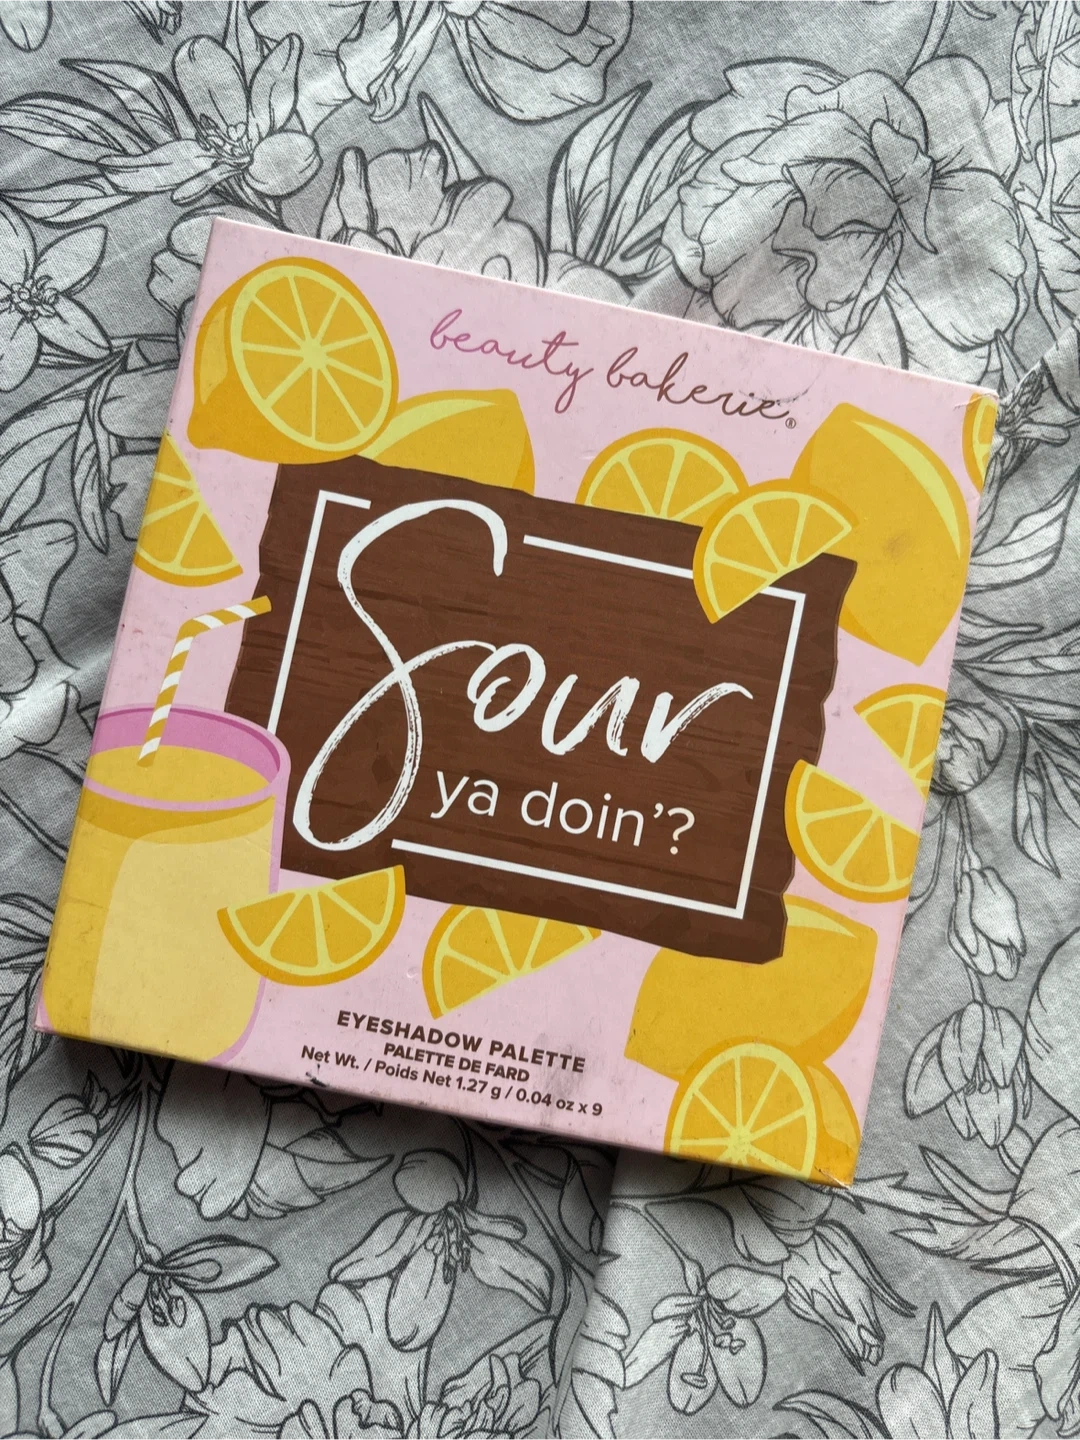 beauty bakerie®
Sour
ya doin'?
EYESHADOW PALETTE
PALETTE DE FARD
Net Wt. / Poids Net 1.27 g / 0.04 oz x 9